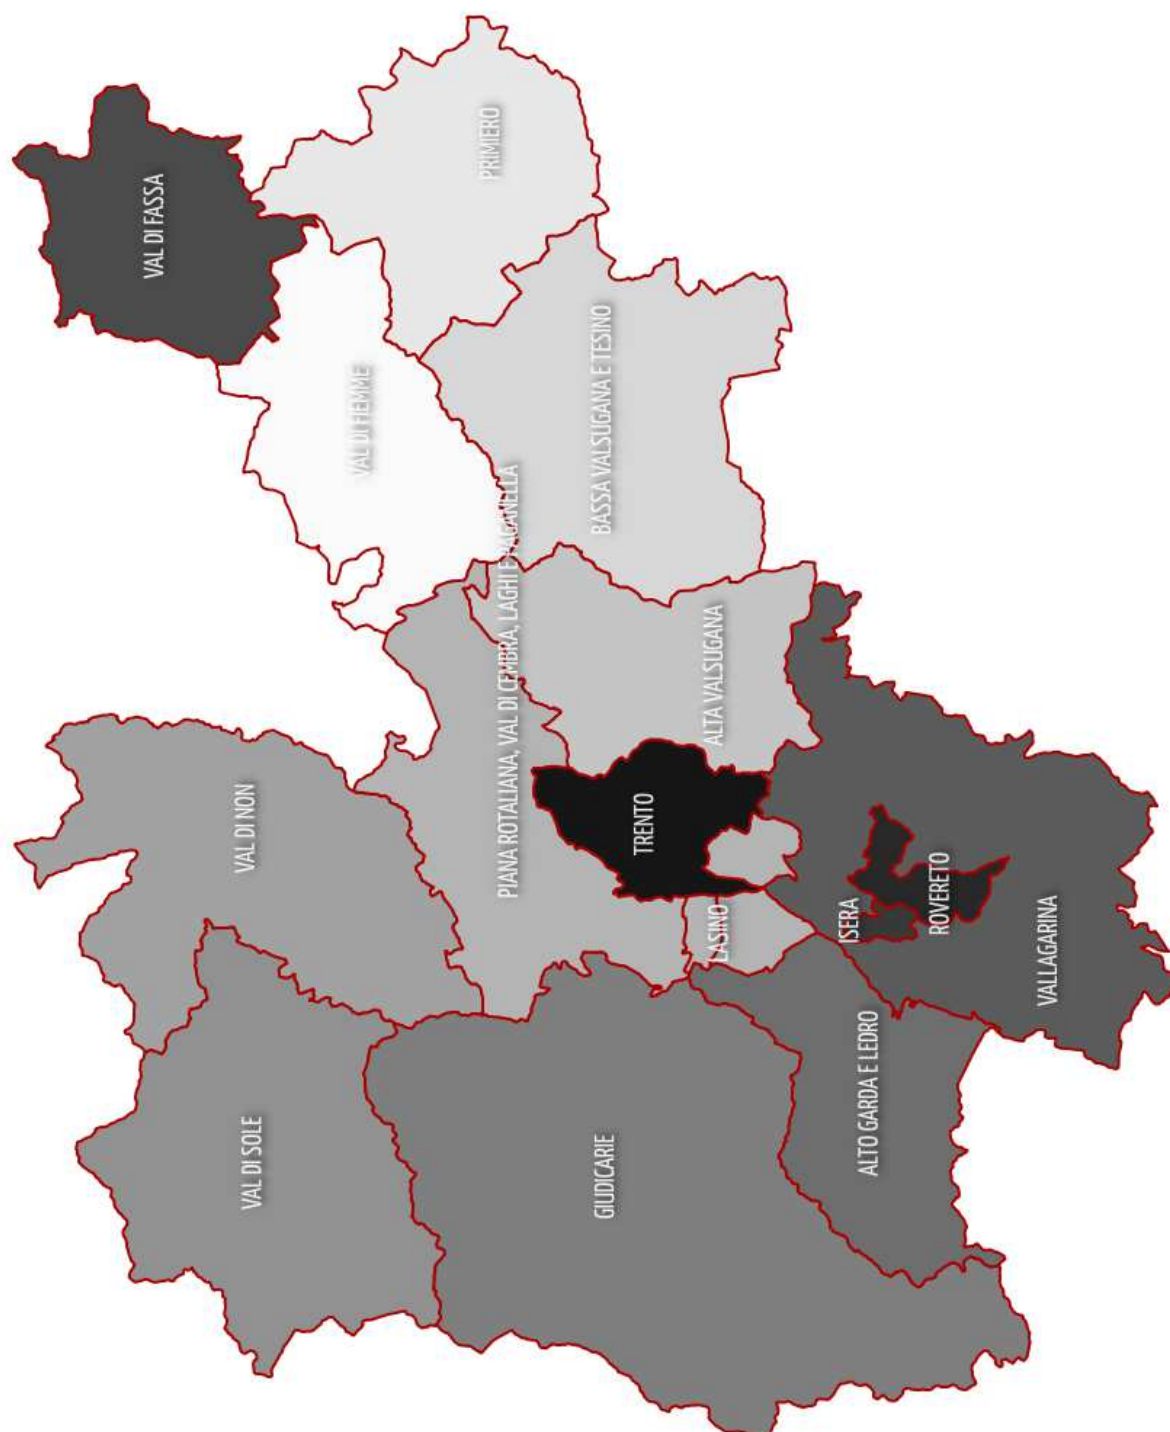 VAL DI FASSA
PRIMIERO
VAL DI FIEMME
BASSA VALSUGANA E TESINO
PIANA ROTALIANA, VAL DI CEMBRA, LAGHI E PAGANELLA
ALTA VALSUGANA
VAL DI NON
TRENTO
LASINO
ISERA
ROVERETO
VALLAGARINA
VAL DI SOLE
GIUDICARIE
ALTO GARDA E LEDRO